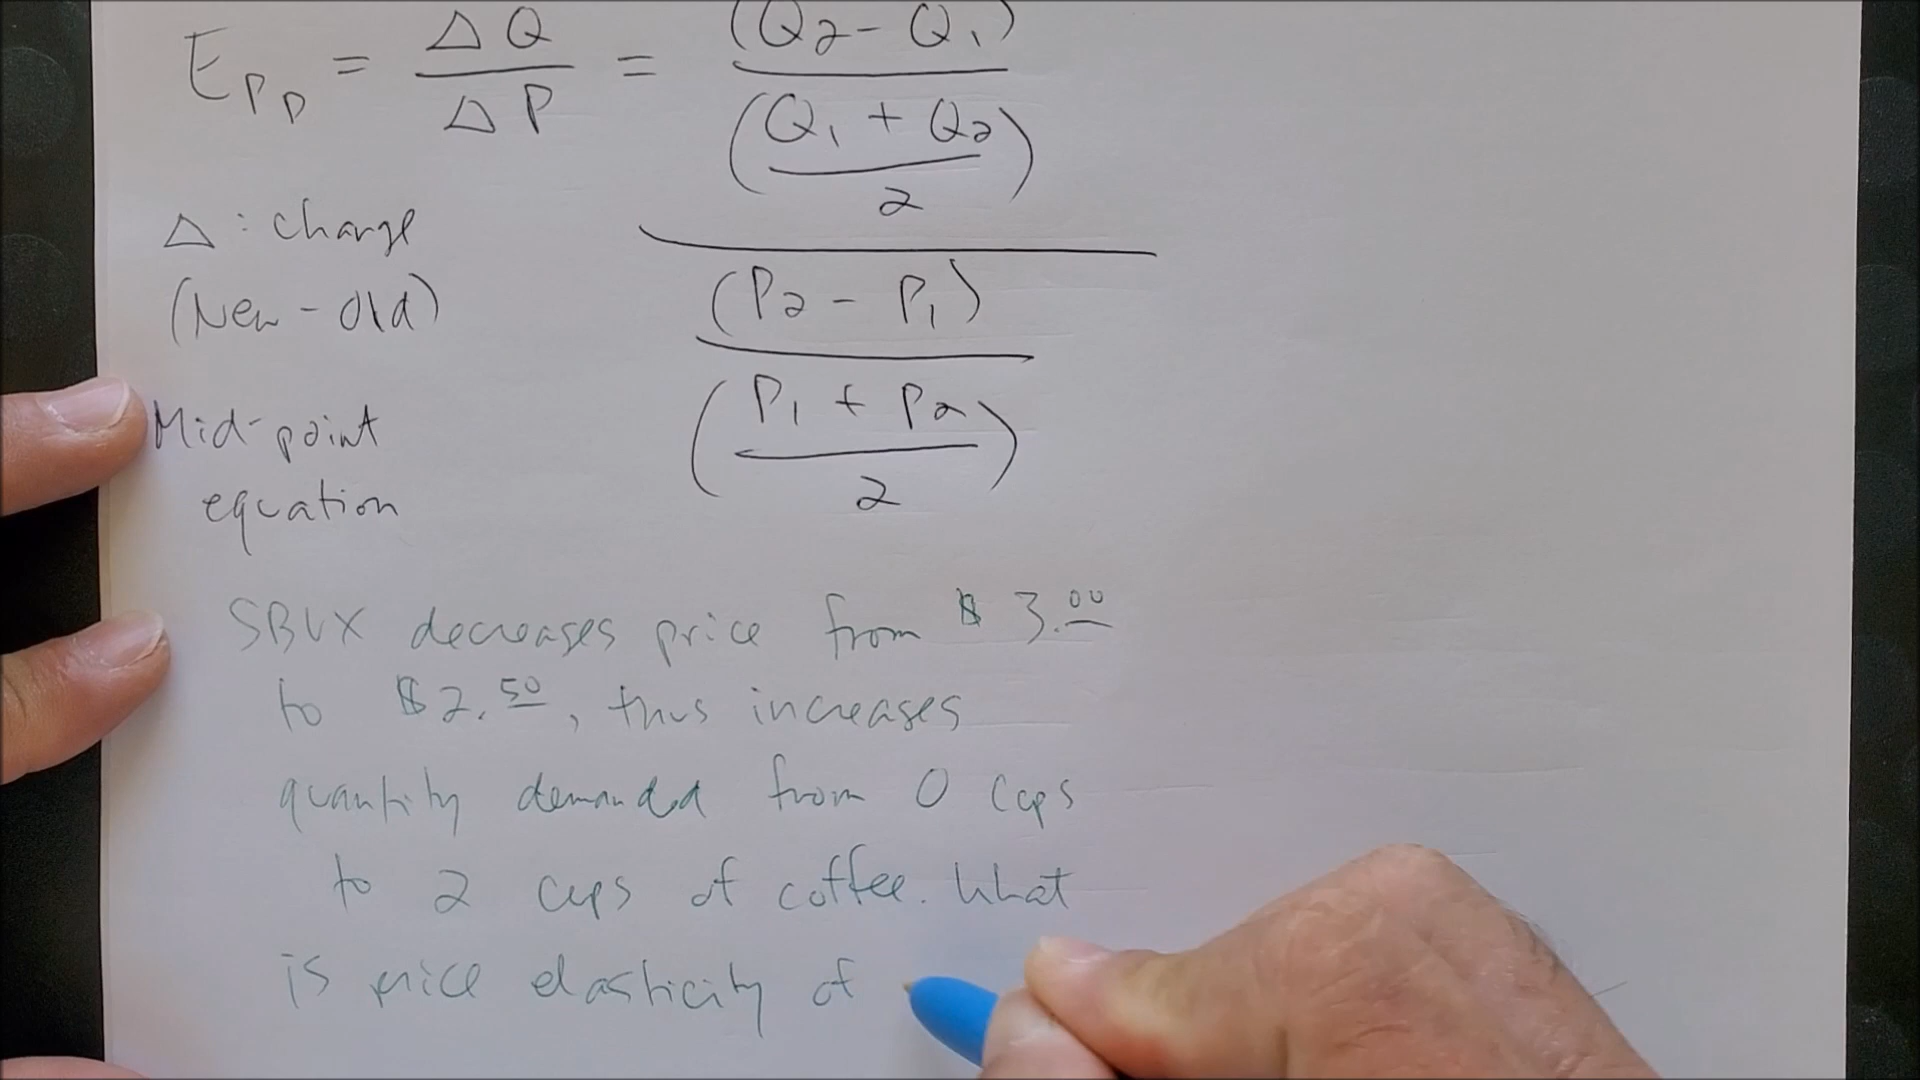 E_PD = ΔQ / ΔP = (Q2 - Q1) / ((Q1 + Q2) / 2)
Δ : change
(New - Old)
(P2 - P1) / ((P1 + P2) / 2)
Mid-point
equation
SBUX decreases price from $3.00
to $2.50, thus increases
quantity demanded from 0 cups
to 2 cups of coffee. What
is price elasticity of